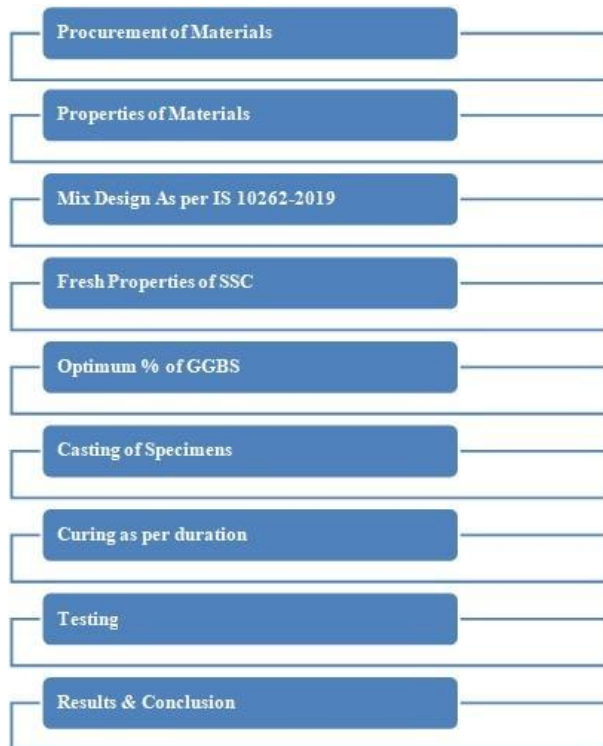 Procurement of Materials
Properties of Materials
Mix Design As per IS 10262-2019
Fresh Properties of SSC
Optimum % of GGBS
Casting of Specimens
Curing as per duration
Testing
Results & Conclusion